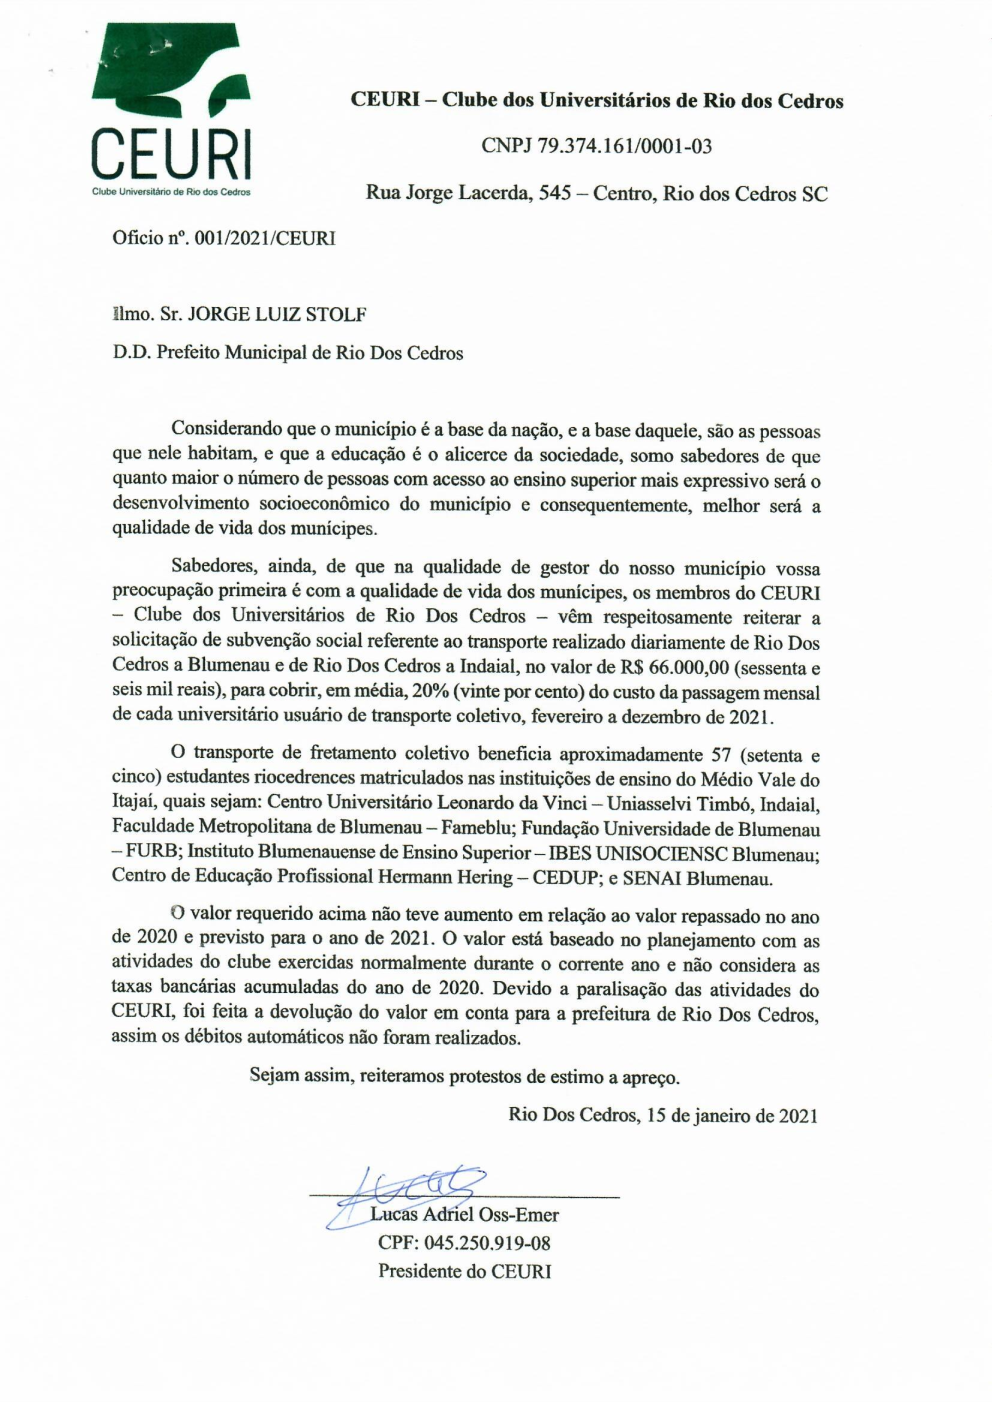 CEURI
Clube Universitário de Rio dos Cedros
CEURI – Clube dos Universitários de Rio dos Cedros
CNPJ 79.374.161/0001-03
Rua Jorge Lacerda, 545 – Centro, Rio dos Cedros SC
Oficio nº. 001/2021/CEURI
Ilmo. Sr. JORGE LUIZ STOLF
D.D. Prefeito Municipal de Rio Dos Cedros
Considerando que o município é a base da nação, e a base daquele, são as pessoas
que nele habitam, e que a educação é o alicerce da sociedade, somo sabedores de que
quanto maior o número de pessoas com acesso ao ensino superior mais expressivo será o
desenvolvimento socioeconômico do município e consequentemente, melhor será a
qualidade de vida dos munícipes.
Sabedores, ainda, de que na qualidade de gestor do nosso município vossa
preocupação primeira é com a qualidade de vida dos munícipes, os membros do CEURI
– Clube dos Universitários de Rio Dos Cedros – vêm respeitosamente reiterar a
solicitação de subvenção social referente ao transporte realizado diariamente de Rio Dos
Cedros a Blumenau e de Rio Dos Cedros a Indaial, no valor de R$ 66.000,00 (sessenta e
seis mil reais), para cobrir, em média, 20% (vinte por cento) do custo da passagem mensal
de cada universitário usuário de transporte coletivo, fevereiro a dezembro de 2021.
O transporte de fretamento coletivo beneficia aproximadamente 57 (setenta e
cinco) estudantes riocedrences matriculados nas instituições de ensino do Médio Vale do
Itajaí, quais sejam: Centro Universitário Leonardo da Vinci – Uniasselvi Timbó, Indaial,
Faculdade Metropolitana de Blumenau – Fameblu; Fundação Universidade de Blumenau
– FURB; Instituto Blumenauense de Ensino Superior – IBES UNISOCIENSC Blumenau;
Centro de Educação Profissional Hermann Hering – CEDUP; e SENAI Blumenau.
O valor requerido acima não teve aumento em relação ao valor repassado no ano
de 2020 e previsto para o ano de 2021. O valor está baseado no planejamento com as
atividades do clube exercidas normalmente durante o corrente ano e não considera as
taxas bancárias acumuladas do ano de 2020. Devido a paralisação das atividades do
CEURI, foi feita a devolução do valor em conta para a prefeitura de Rio Dos Cedros,
assim os débitos automáticos não foram realizados.
Sejam assim, reiteramos protestos de estimo a apreço.
Rio Dos Cedros, 15 de janeiro de 2021
Lucas Adriel Oss-Emer
CPF: 045.250.919-08
Presidente do CEURI